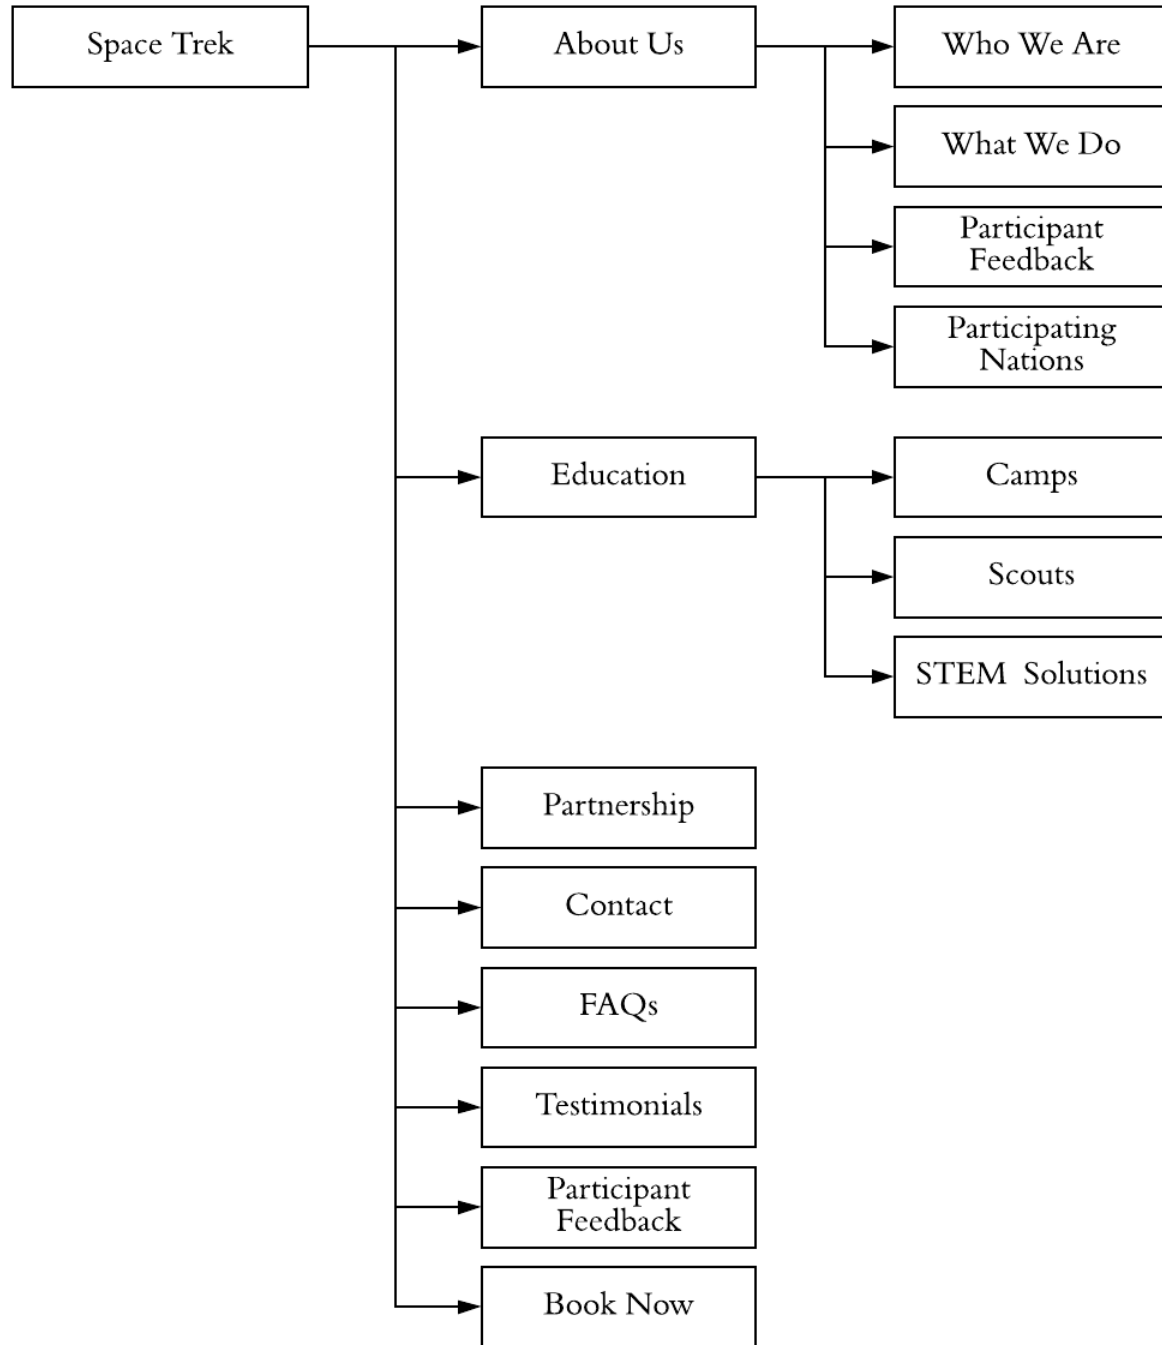 Space Trek
About Us
Who We Are
What We Do
Participant
Feedback
Participating
Nations
Education
Camps
Scouts
STEM  Solutions
Partnership
Contact
FAQs
Testimonials
Participant
Feedback
Book Now